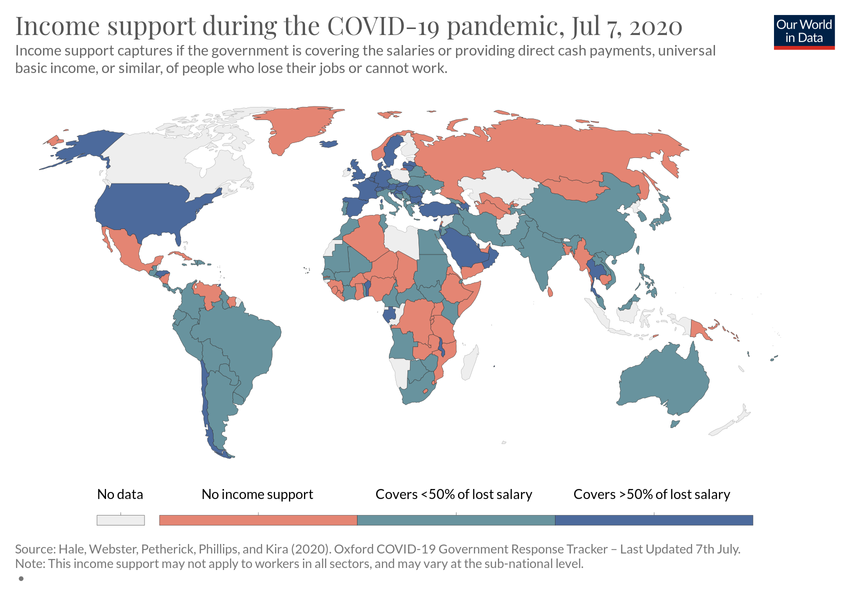 Income support during the COVID-19 pandemic, Jul 7, 2020
Our World
in Data
Income support captures if the government is covering the salaries or providing direct cash payments, universal
basic income, or similar, of people who lose their jobs or cannot work.
No data
No income support
Covers <50% of lost salary
Covers >50% of lost salary
Source: Hale, Webster, Petherick, Phillips, and Kira (2020). Oxford COVID-19 Government Response Tracker – Last Updated 7th July.
Note: This income support may not apply to workers in all sectors, and may vary at the sub-national level.